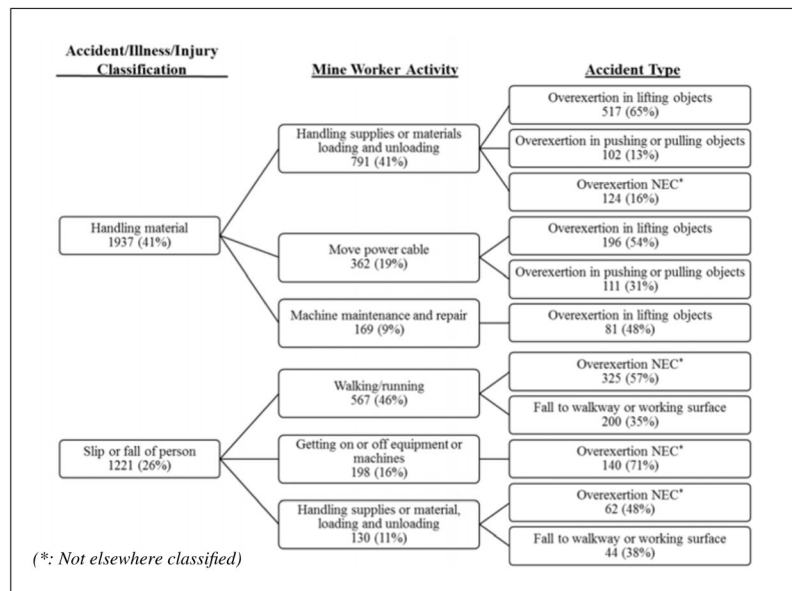 Accident/Illness/Injury
Classification
Mine Worker Activity
Accident Type
Handling material
1937 (41%)
Handling supplies or materials
loading and unloading
791 (41%)
Overexertion in lifting objects
517 (65%)
Overexertion in pushing or pulling objects
102 (13%)
Overexertion NEC*
124 (16%)
Move power cable
362 (19%)
Overexertion in lifting objects
196 (54%)
Overexertion in pushing or pulling objects
111 (31%)
Machine maintenance and repair
169 (9%)
Overexertion in lifting objects
81 (48%)
Slip or fall of person
1221 (26%)
Walking/running
567 (46%)
Overexertion NEC*
325 (57%)
Fall to walkway or working surface
200 (35%)
Getting on or off equipment or
machines
198 (16%)
Overexertion NEC*
140 (71%)
Handling supplies or material,
loading and unloading
130 (11%)
Overexertion NEC*
62 (48%)
Fall to walkway or working surface
44 (38%)
(*: Not elsewhere classified)